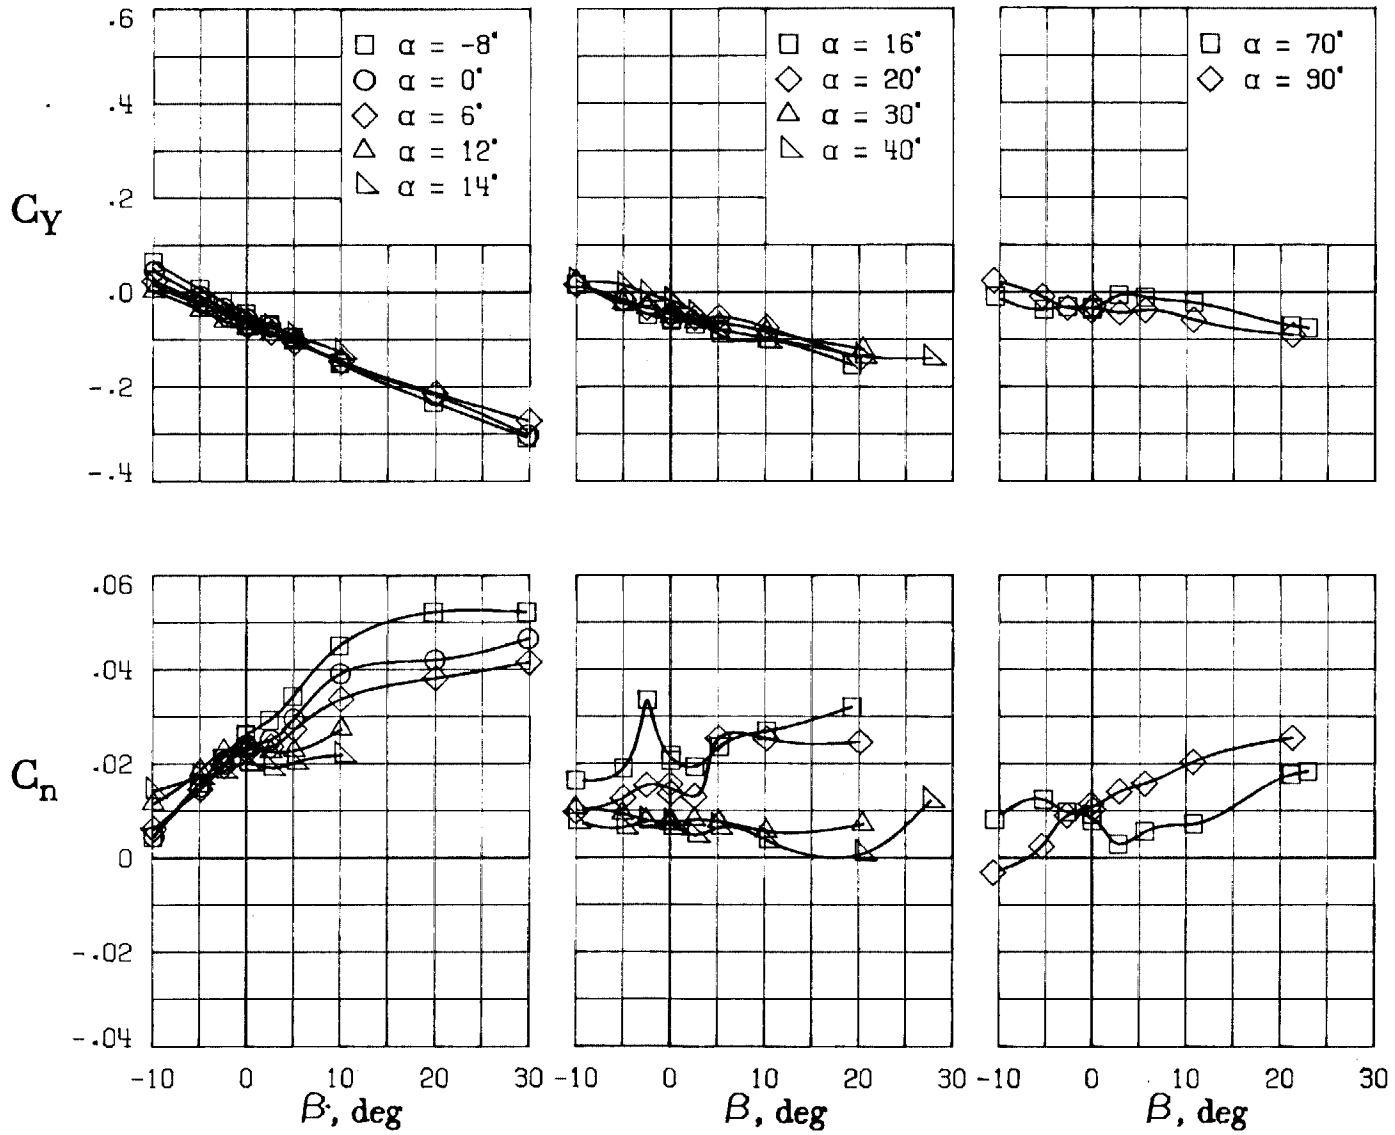 .6
.4
.2
.0
-.2
-.4
C_Y
□ α = -8°
○ α = 0°
◇ α = 6°
△ α = 12°
◺ α = 14°
□ α = 16°
◇ α = 20°
△ α = 30°
◺ α = 40°
□ α = 70°
◇ α = 90°
.06
.04
.02
0
-.02
-.04
C_n
-10 0 10 20 30
β, deg
-10 0 10 20 30
β, deg
-10 0 10 20 30
β, deg